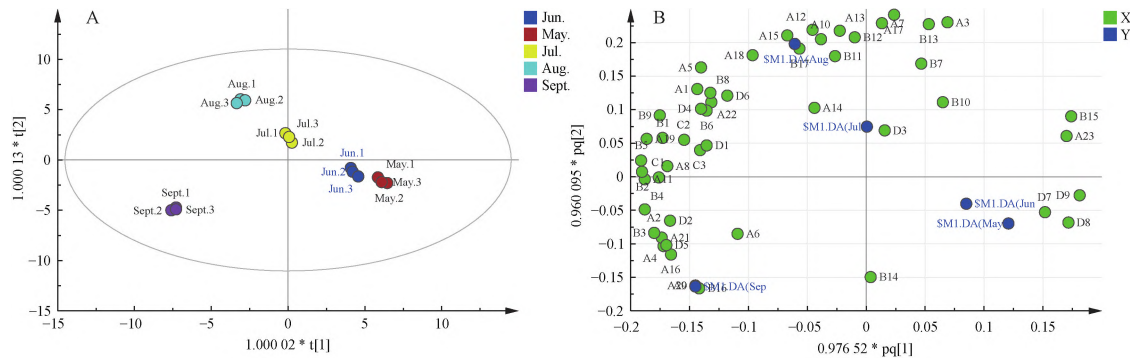 A
15
10
5
0
−5
−10
−15
−15
−10
−5
0
5
10
1.000 13 * t[2]
1.000 02 * t[1]
Aug.1
Aug.3
Aug.2
Jul.3
Jul.1
Jul.2
Jun.1
Jun.2
Jun.3
May.1
May.3
May.2
Sept.1
Sept.2
Sept.3
Jun.
May.
Jul.
Aug.
Sept.
B
0.2
0.15
0.1
0.05
0
−0.05
−0.1
−0.15
−0.2
−0.2
−0.15
−0.1
−0.05
0
0.05
0.1
0.15
0.960 095 * pq[2]
0.976 52 * pq[1]
A12
A13
A10
A7
A3
A15
A17
B12
B13
$M1.DA(Aug
B17
B11
A18
B7
A5
B8
A1
D6
D4
A22
A14
B10
B9
B1
B6
$M1.DA(Jul
D3
B15
A23
C2
B5
D1
C1
A8
C3
A11
B2
B4
D7
D9
$M1.DA(Jun
$M1.DA(May
D8
A2
D2
B3
A21
D5
A6
A4
A16
B16
$M1.DA(Sep
B14
X
Y